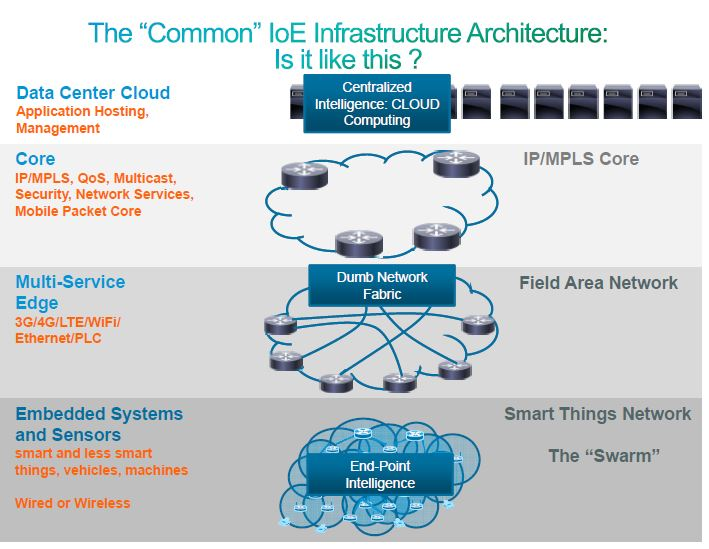 The “Common” IoE Infrastructure Architecture:
Is it like this ?
Data Center Cloud
Application Hosting,
Management
Centralized
Intelligence: CLOUD
Computing
Core
IP/MPLS, QoS, Multicast,
Security, Network Services,
Mobile Packet Core
IP/MPLS Core
Multi-Service
Edge
3G/4G/LTE/WiFi/
Ethernet/PLC
Dumb Network
Fabric
Field Area Network
Embedded Systems
and Sensors
smart and less smart
things, vehicles, machines
Wired or Wireless
End-Point
Intelligence
Smart Things Network
The “Swarm”